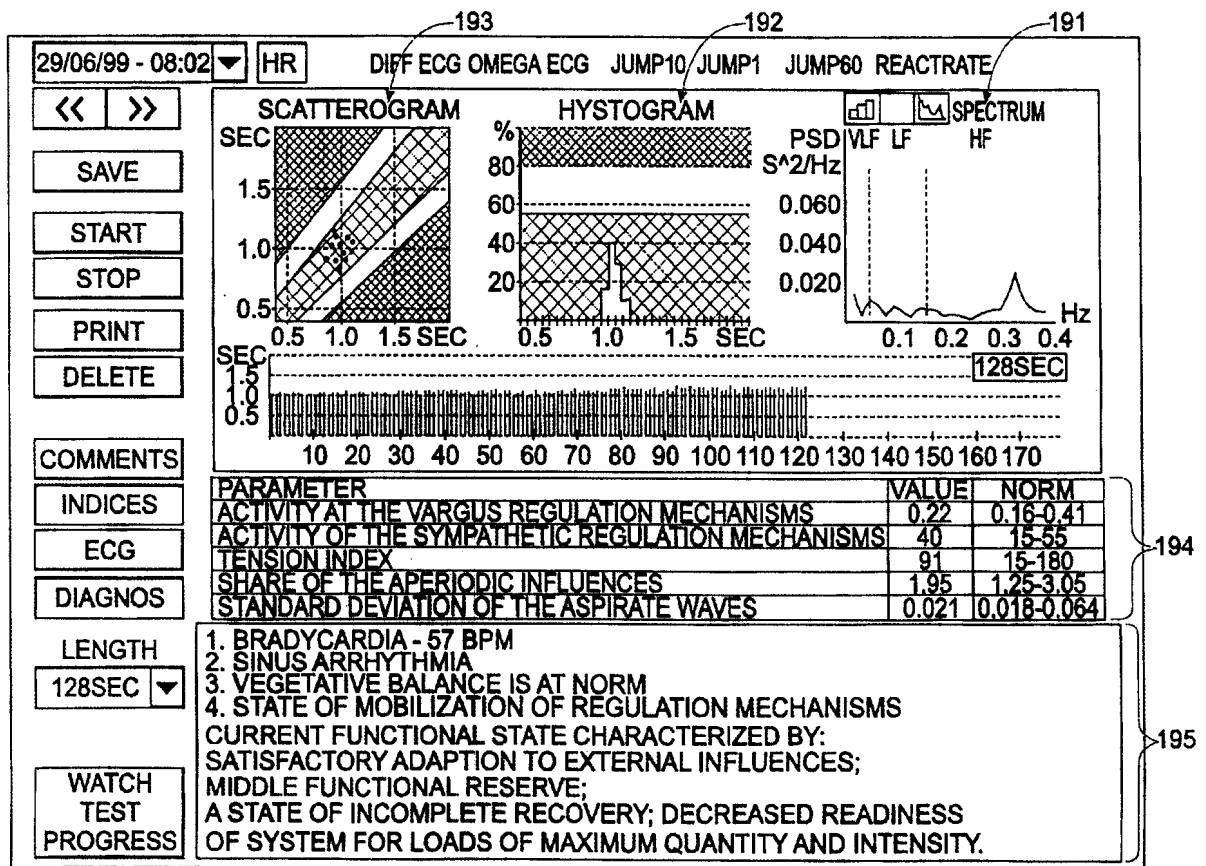 193
192
191
29/06/99 - 08:02
HR
DIFF ECG OMEGA ECG JUMP10 JUMP1 JUMP60 REACTRATE
<< >>
SAVE
START
STOP
PRINT
DELETE
COMMENTS
INDICES
ECG
DIAGNOS
LENGTH
128SEC
WATCH
TEST
PROGRESS
SCATTEROGRAM
SEC
1.5
1.0
0.5
0.5 1.0 1.5 SEC
HYSTOGRAM
%
80
60
40
20
0.5 1.0 1.5 SEC
SPECTRUM
PSD VLF LF HF
S^2/Hz
0.060
0.040
0.020
Hz
0.1 0.2 0.3 0.4
SEC
1.5
1.0
0.5
128SEC
10 20 30 40 50 60 70 80 90 100 110 120 130 140 150 160 170
PARAMETER VALUE NORM
ACTIVITY AT THE VARGUS REGULATION MECHANISMS 0.22 0.16-0.41
ACTIVITY OF THE SYMPATHETIC REGULATION MECHANISMS 40 15-55
TENSION INDEX 91 15-180
SHARE OF THE APERIODIC INFLUENCES 1.95 1.25-3.05
STANDARD DEVIATION OF THE ASPIRATE WAVES 0.021 0.018-0.064
194
1. BRADYCARDIA - 57 BPM
2. SINUS ARRHYTHMIA
3. VEGETATIVE BALANCE IS AT NORM
4. STATE OF MOBILIZATION OF REGULATION MECHANISMS
CURRENT FUNCTIONAL STATE CHARACTERIZED BY:
SATISFACTORY ADAPTION TO EXTERNAL INFLUENCES;
MIDDLE FUNCTIONAL RESERVE;
A STATE OF INCOMPLETE RECOVERY; DECREASED READINESS
OF SYSTEM FOR LOADS OF MAXIMUM QUANTITY AND INTENSITY.
195